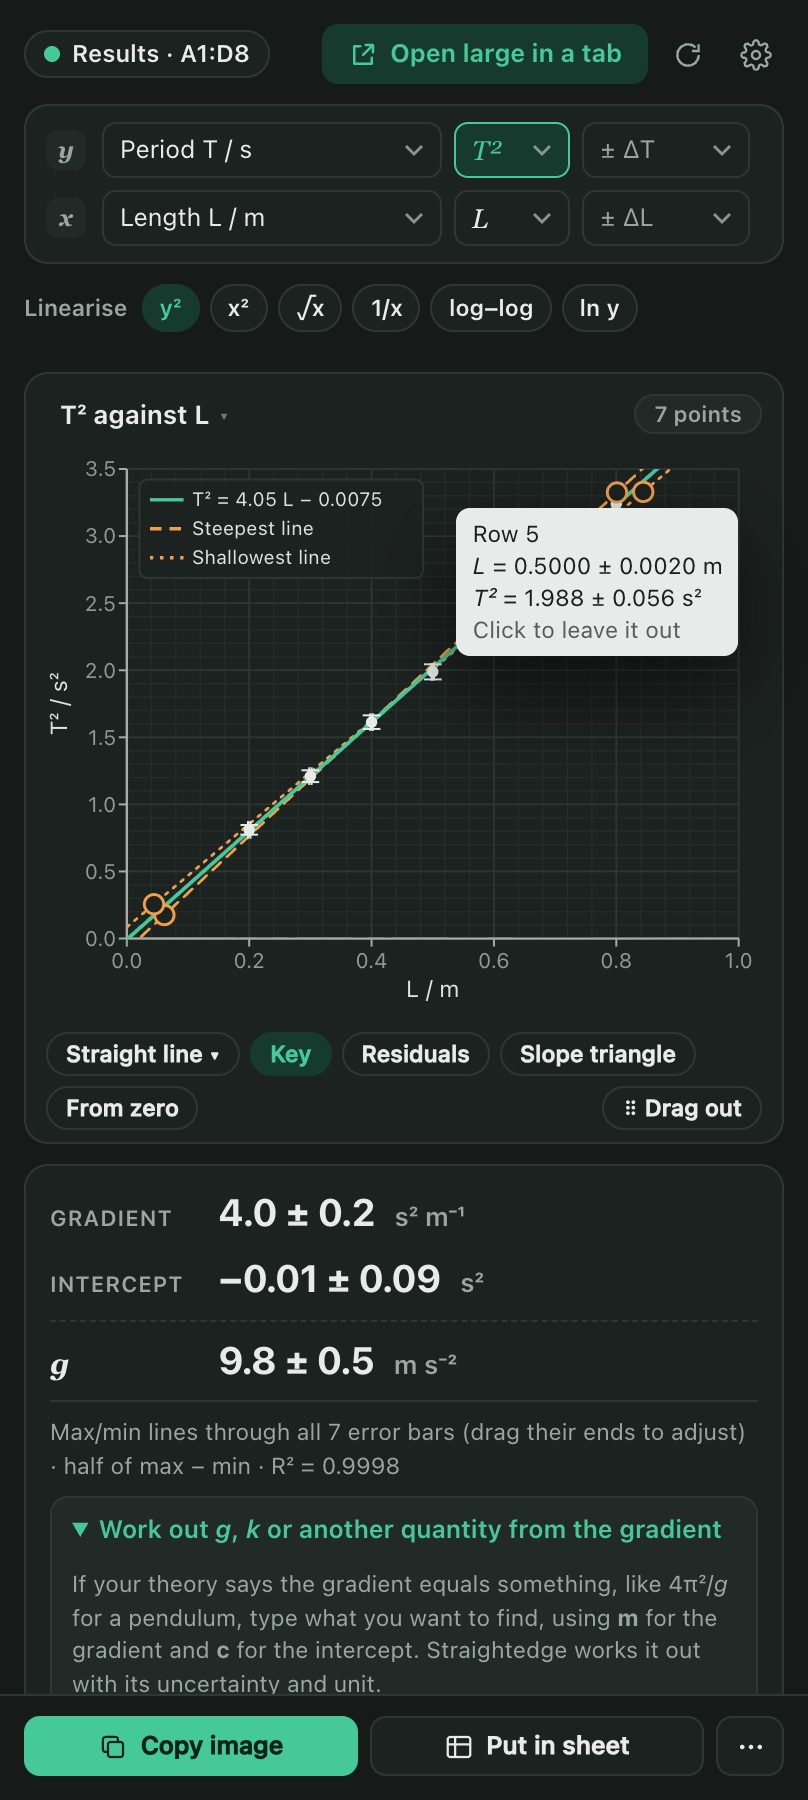 Results · A1:D8
Open large in a tab
y
Period T / s
T²
± ΔT
x
Length L / m
L
± ΔL
Linearise
y²
x²
√x
1/x
log–log
ln y
T² against L ▾
7 points
3.5
3.0
2.5
2.0
1.5
1.0
0.5
0.0
T² / s²
T² = 4.05 L − 0.0075
Steepest line
Shallowest line
Row 5
L = 0.5000 ± 0.0020 m
T² = 1.988 ± 0.056 s²
Click to leave it out
0.0
0.2
0.4
0.6
0.8
1.0
L / m
Straight line ▾
Key
Residuals
Slope triangle
From zero
Drag out
GRADIENT 4.0 ± 0.2 s² m⁻¹
INTERCEPT −0.01 ± 0.09 s²
g 9.8 ± 0.5 m s⁻²
Max/min lines through all 7 error bars (drag their ends to adjust)
· half of max − min · R² = 0.9998
▼ Work out g, k or another quantity from the gradient
If your theory says the gradient equals something, like 4π²/g
for a pendulum, type what you want to find, using m for the
gradient and c for the intercept. Straightedge works it out
with its uncertainty and unit.
Copy image
Put in sheet
···